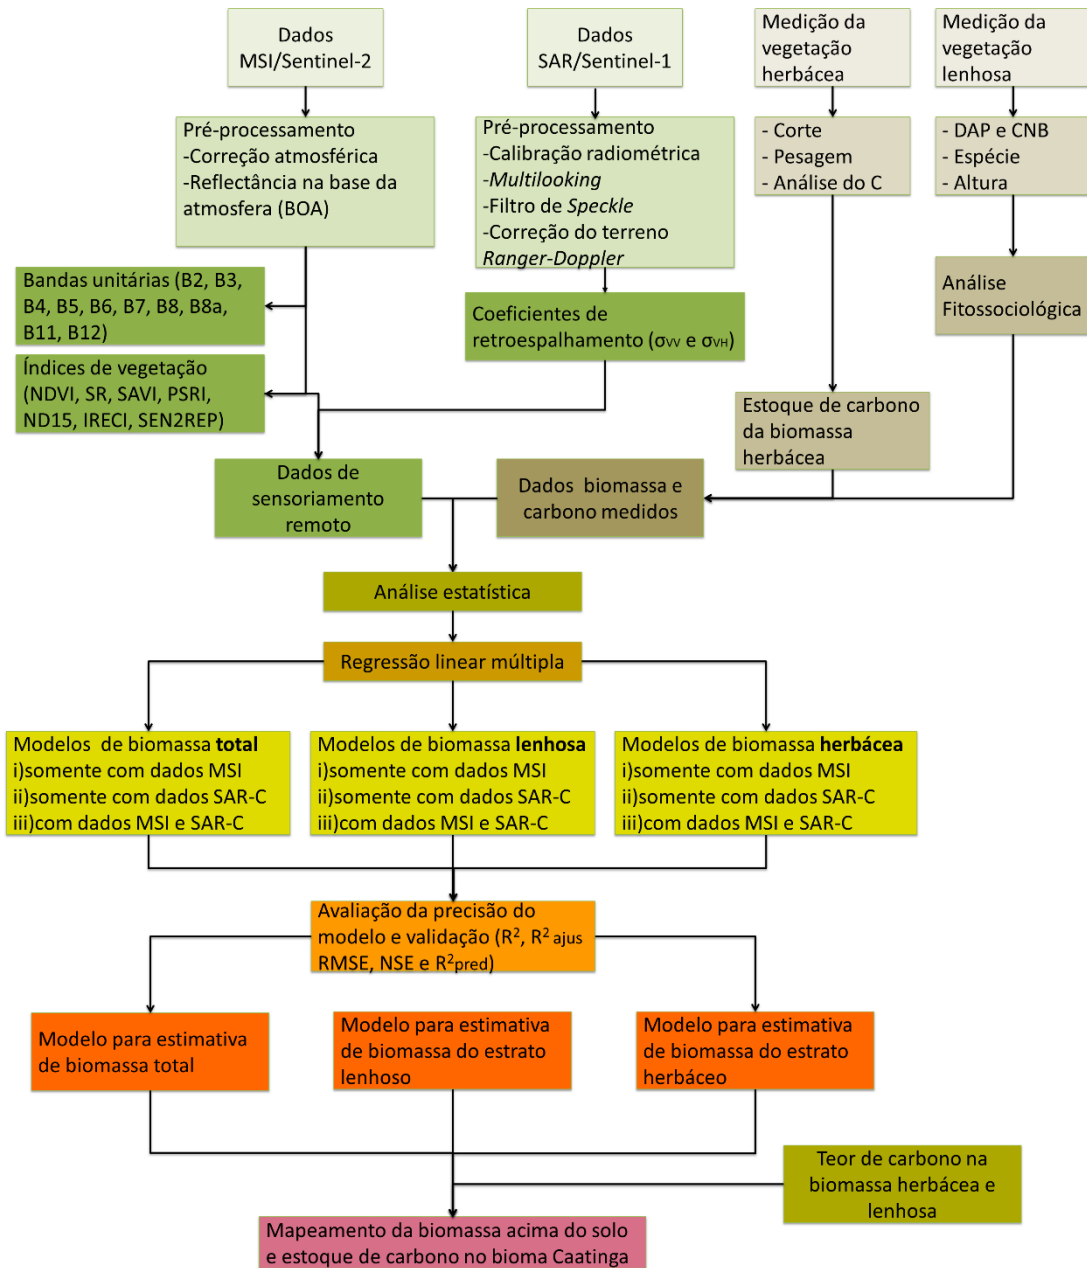 Dados
MSI/Sentinel-2
Dados
SAR/Sentinel-1
Medição da
vegetação
herbácea
Medição da
vegetação
lenhosa
Pré-processamento
-Correção atmosférica
-Reflectância na base da
atmosfera (BOA)
Pré-processamento
-Calibração radiométrica
-Multilooking
-Filtro de Speckle
-Correção do terreno
Ranger-Doppler
- Corte
- Pesagem
- Análise do C
- DAP e CNB
- Espécie
- Altura
Bandas unitárias (B2, B3,
B4, B5, B6, B7, B8, B8a,
B11, B12)
Coeficientes de
retroespalhamento (σVV e σVH)
Análise
Fitossociológica
Índices de vegetação
(NDVI, SR, SAVI, PSRI,
ND15, IRECI, SEN2REP)
Estoque de carbono
da biomassa
herbácea
Dados de
sensoriamento
remoto
Dados biomassa e
carbono medidos
Análise estatística
Regressão linear múltipla
Modelos de biomassa total
i)somente com dados MSI
ii)somente com dados SAR-C
iii)com dados MSI e SAR-C
Modelos de biomassa lenhosa
i)somente com dados MSI
ii)somente com dados SAR-C
iii)com dados MSI e SAR-C
Modelos de biomassa herbácea
i)somente com dados MSI
ii)somente com dados SAR-C
iii)com dados MSI e SAR-C
Avaliação da precisão do
modelo e validação (R², R² ajus
RMSE, NSE e R²pred)
Modelo para estimativa
de biomassa total
Modelo para estimativa
de biomassa do estrato
lenhoso
Modelo para estimativa
de biomassa do estrato
herbáceo
Teor de carbono na
biomassa herbácea e
lenhosa
Mapeamento da biomassa acima do solo
e estoque de carbono no bioma Caatinga